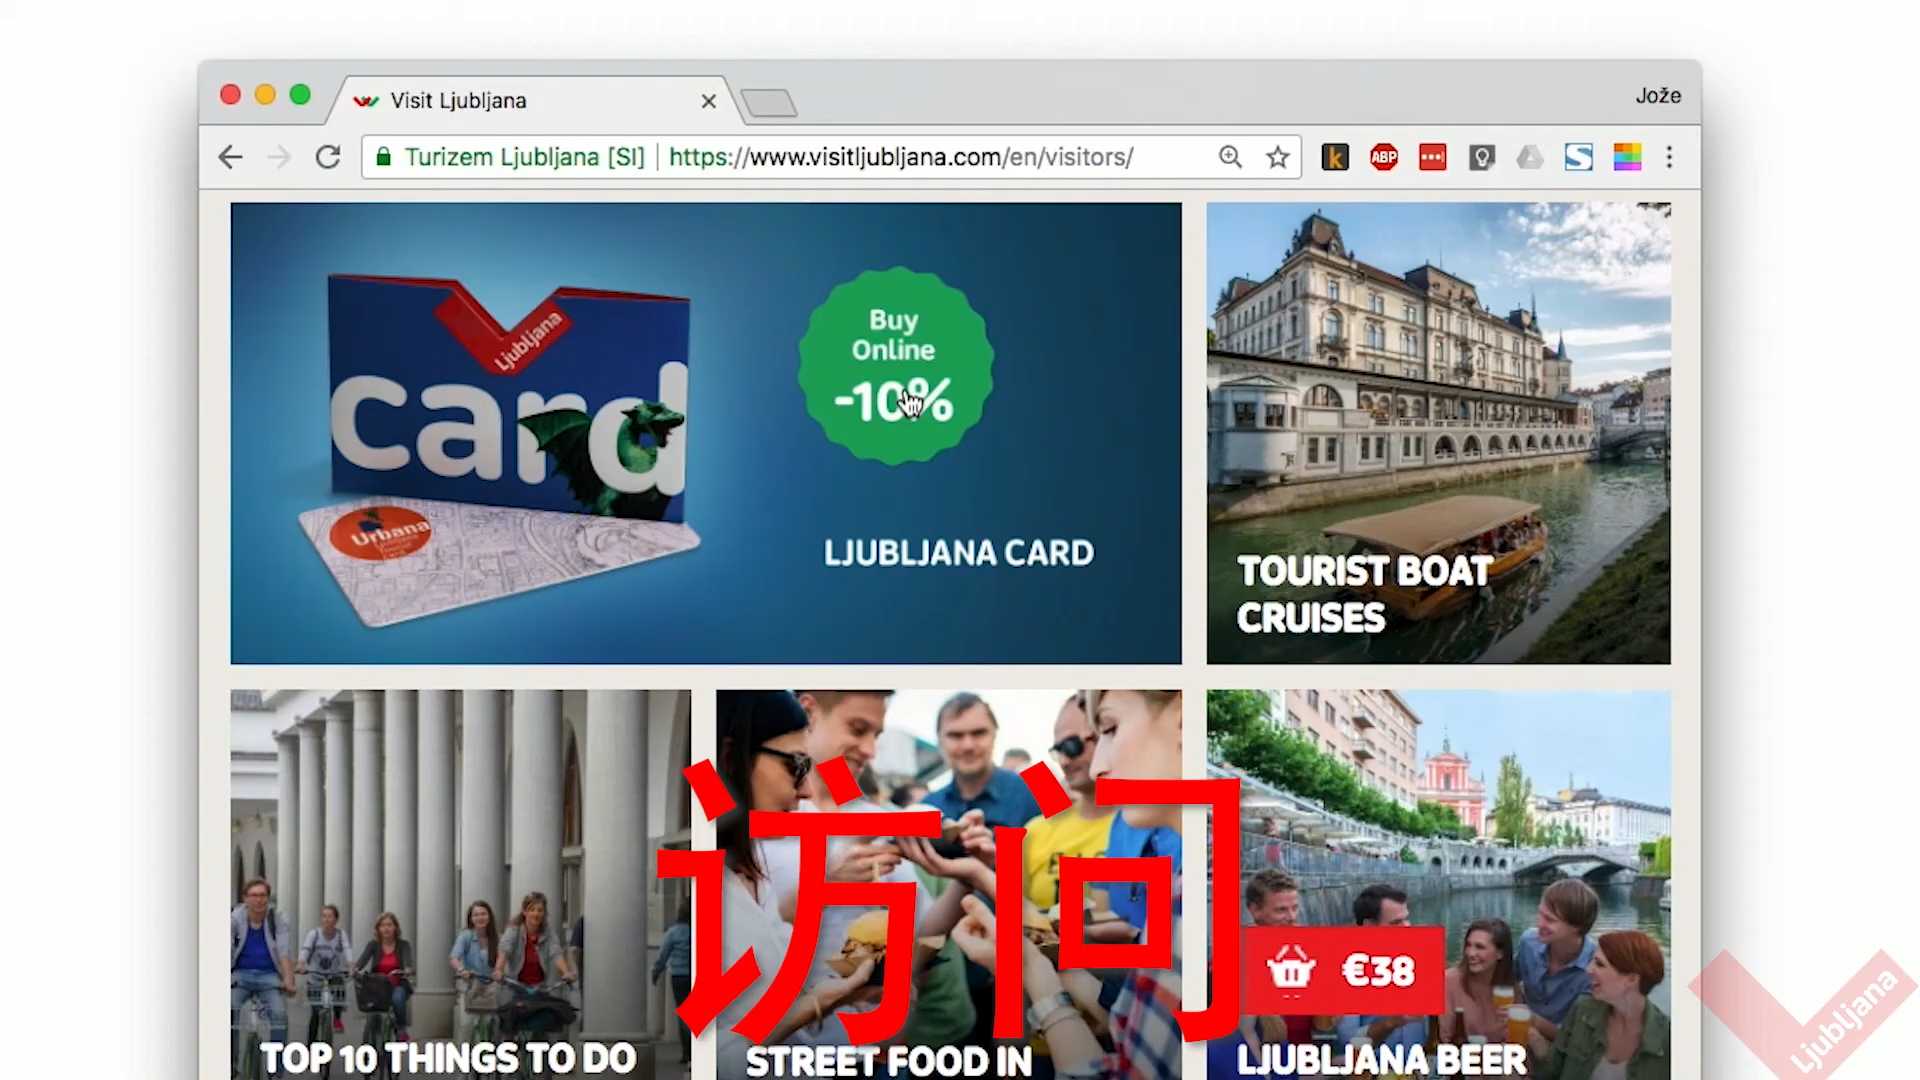 Visit Ljubljana
Jože
Turizem Ljubljana [SI]
https://www.visitljubljana.com/en/visitors/
ABP
Ljubljana
card
Urbana
Buy
Online
-10%
LJUBLJANA CARD
TOURIST BOAT
CRUISES
访问
€38
TOP 10 THINGS TO DO
STREET FOOD IN
LJUBLJANA BEER
Ljubljana